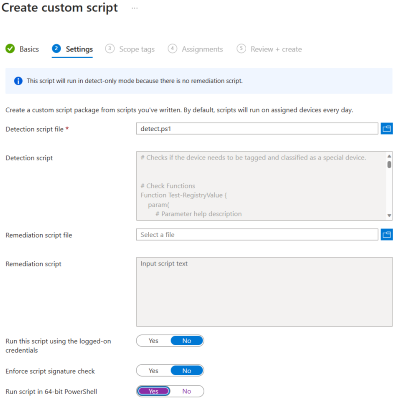 Create custom script ...
Basics 2 Settings 3 Scope tags 4 Assignments 5 Review + create
This script will run in detect-only mode because there is no remediation script.
Create a custom script package from scripts you've written. By default, scripts will run on assigned devices every day.
Detection script file * detect.ps1
Detection script # Checks if the device needs to be tagged and classified as a special device.
# Check Functions
Function Test-RegistryValue {
param(
# Parameter help description
Remediation script file Select a file
Remediation script Input script text
Run this script using the logged-on Yes No
credentials
Enforce script signature check Yes No
Run script in 64-bit PowerShell Yes No